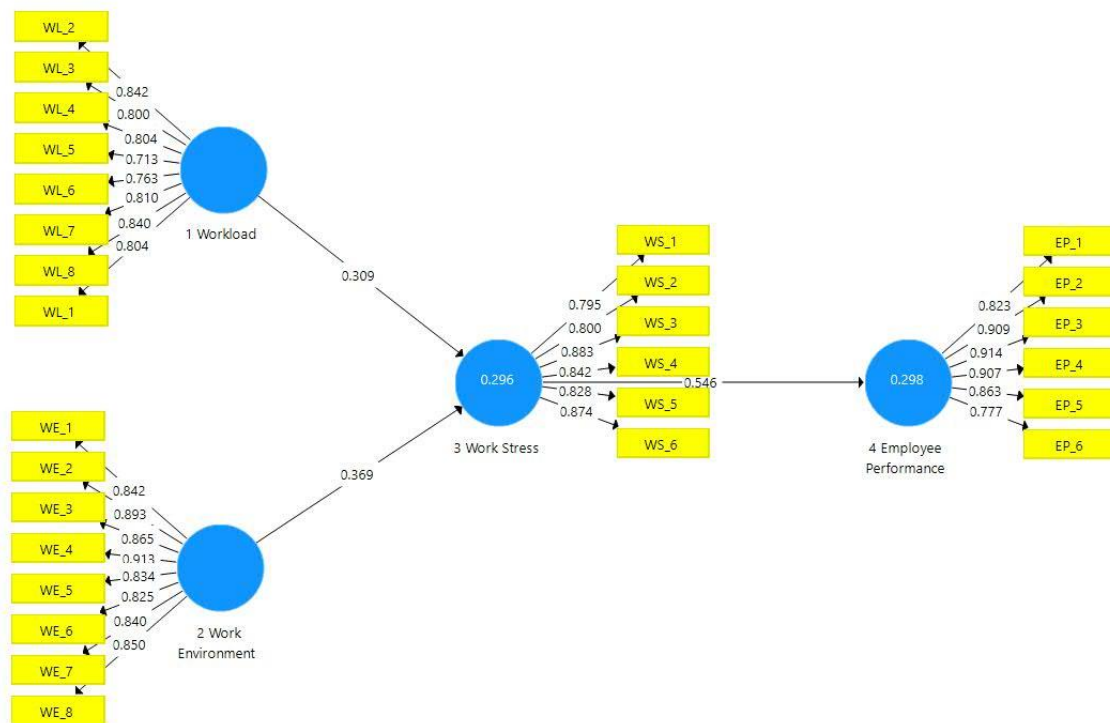 WL_2
WL_3
WL_4
WL_5
WL_6
WL_7
WL_8
WL_1
0.842
0.800
0.804
0.713
0.763
0.810
0.840
0.804
1 Workload
0.309
WE_1
WE_2
WE_3
WE_4
WE_5
WE_6
WE_7
WE_8
0.842
0.893
0.865
0.913
0.834
0.825
0.840
0.850
2 Work
Environment
0.369
0.296
3 Work Stress
0.795
0.800
0.883
0.842
0.828
0.874
WS_1
WS_2
WS_3
WS_4
WS_5
WS_6
0.546
0.298
4 Employee
Performance
0.823
0.909
0.914
0.907
0.863
0.777
EP_1
EP_2
EP_3
EP_4
EP_5
EP_6